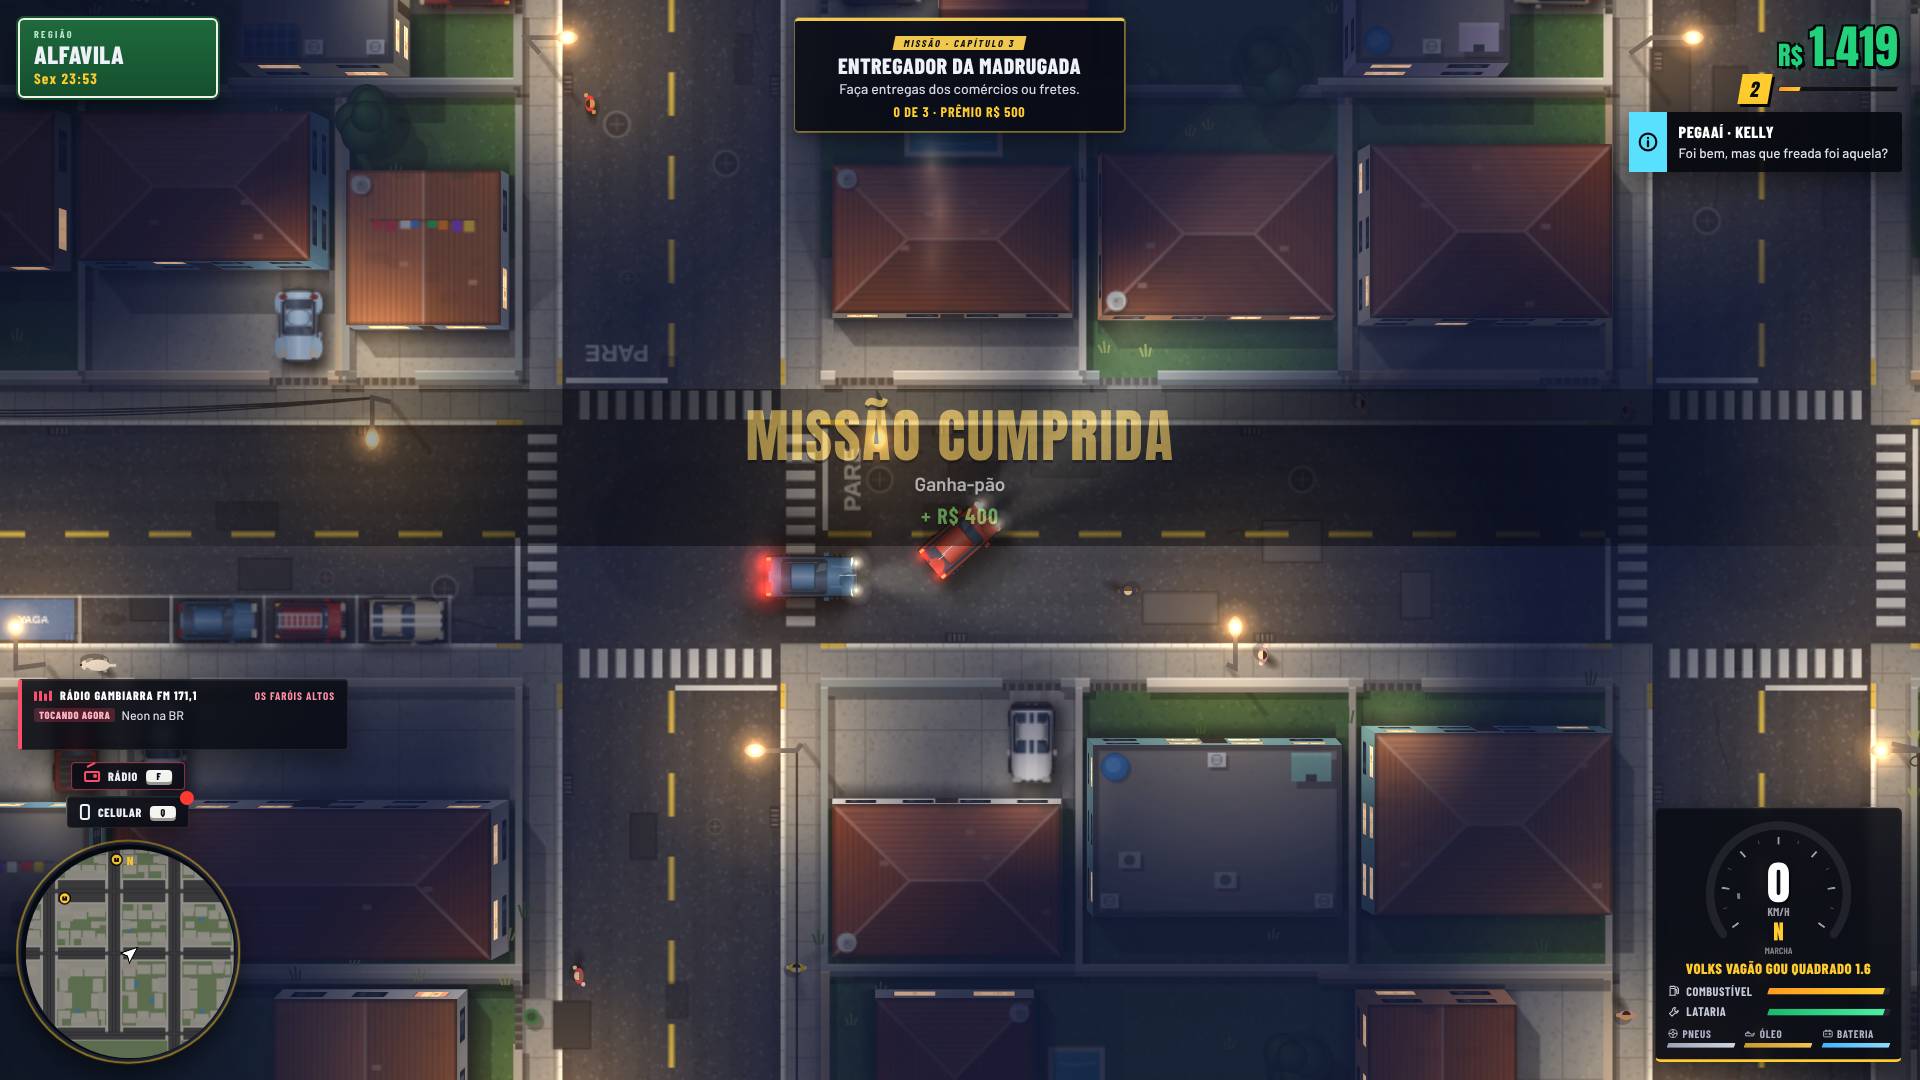 REGIÃO
ALFAVILA
Sex 23:53
MISSÃO · CAPÍTULO 3
ENTREGADOR DA MADRUGADA
Faça entregas dos comércios ou fretes.
0 DE 3 · PRÊMIO R$ 500
R$ 1.419
2
PEGAAÍ · KELLY
Foi bem, mas que freada foi aquela?
PARE
MISSÃO CUMPRIDA
PARE
Ganha-pão
+ R$ 400
RÁDIO GAMBIARRA FM 171,1
OS FARÓIS ALTOS
TOCANDO AGORA Neon na BR
RÁDIO F
CELULAR Q
N
0
KM/H
N
MARCHA
VOLKS VAGÃO GOU QUADRADO 1.6
COMBUSTÍVEL
LATARIA
PNEUS ÓLEO BATERIA